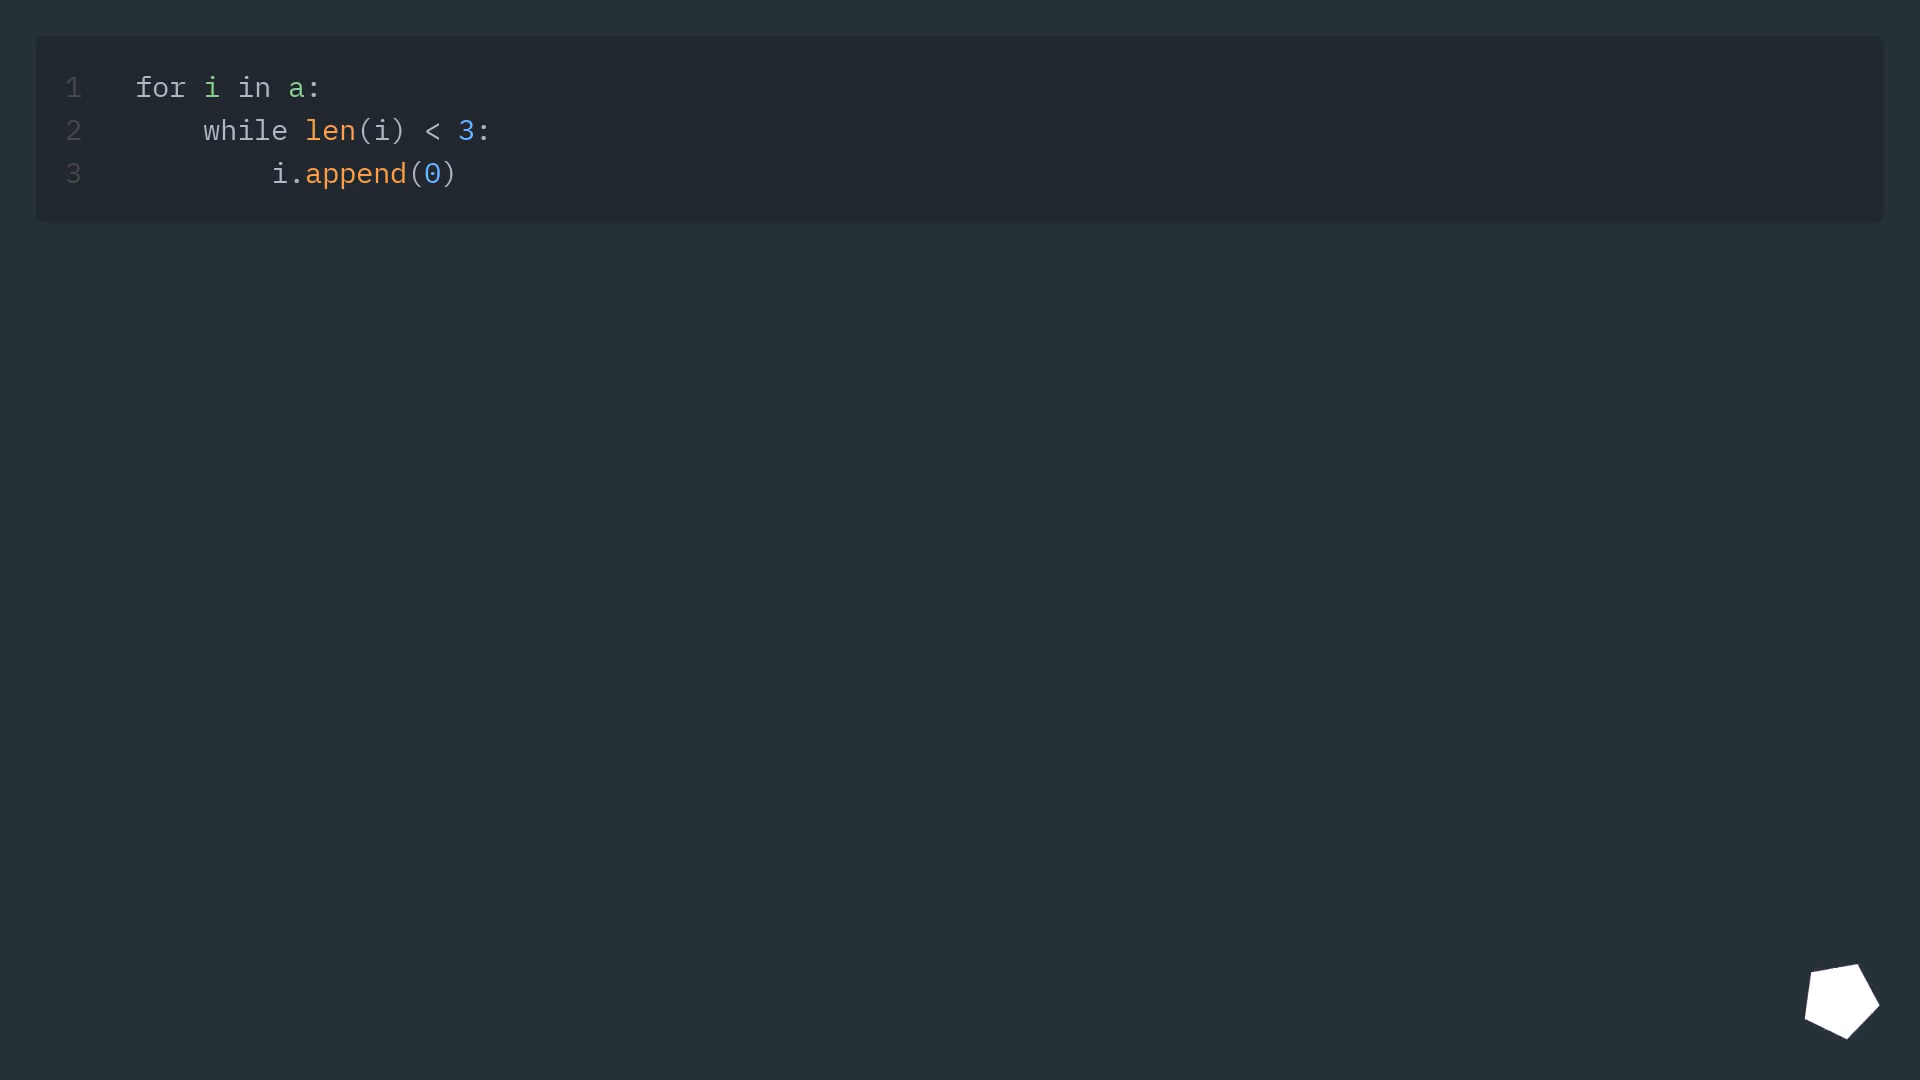 1 for i in a:
2     while len(i) < 3:
3         i.append(0)